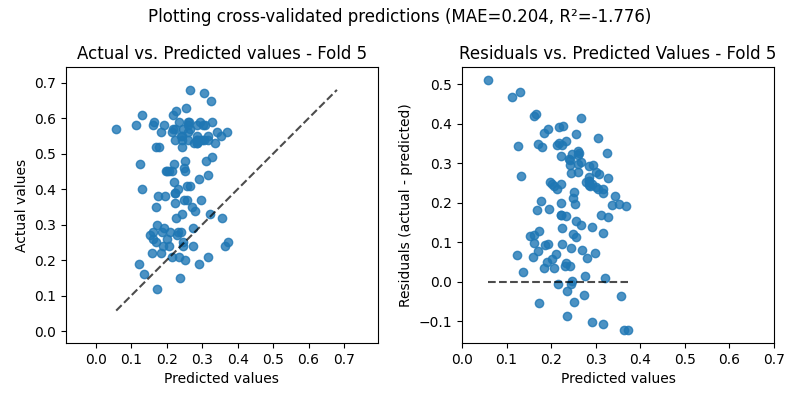 Plotting cross-validated predictions (MAE=0.204, R²=-1.776)
Actual vs. Predicted values - Fold 5
Actual values
0.7
0.6
0.5
0.4
0.3
0.2
0.1
0.0
0.0 0.1 0.2 0.3 0.4 0.5 0.6 0.7
Predicted values
Residuals vs. Predicted Values - Fold 5
Residuals (actual - predicted)
0.5
0.4
0.3
0.2
0.1
0.0
−0.1
0.0 0.1 0.2 0.3 0.4 0.5 0.6 0.7
Predicted values